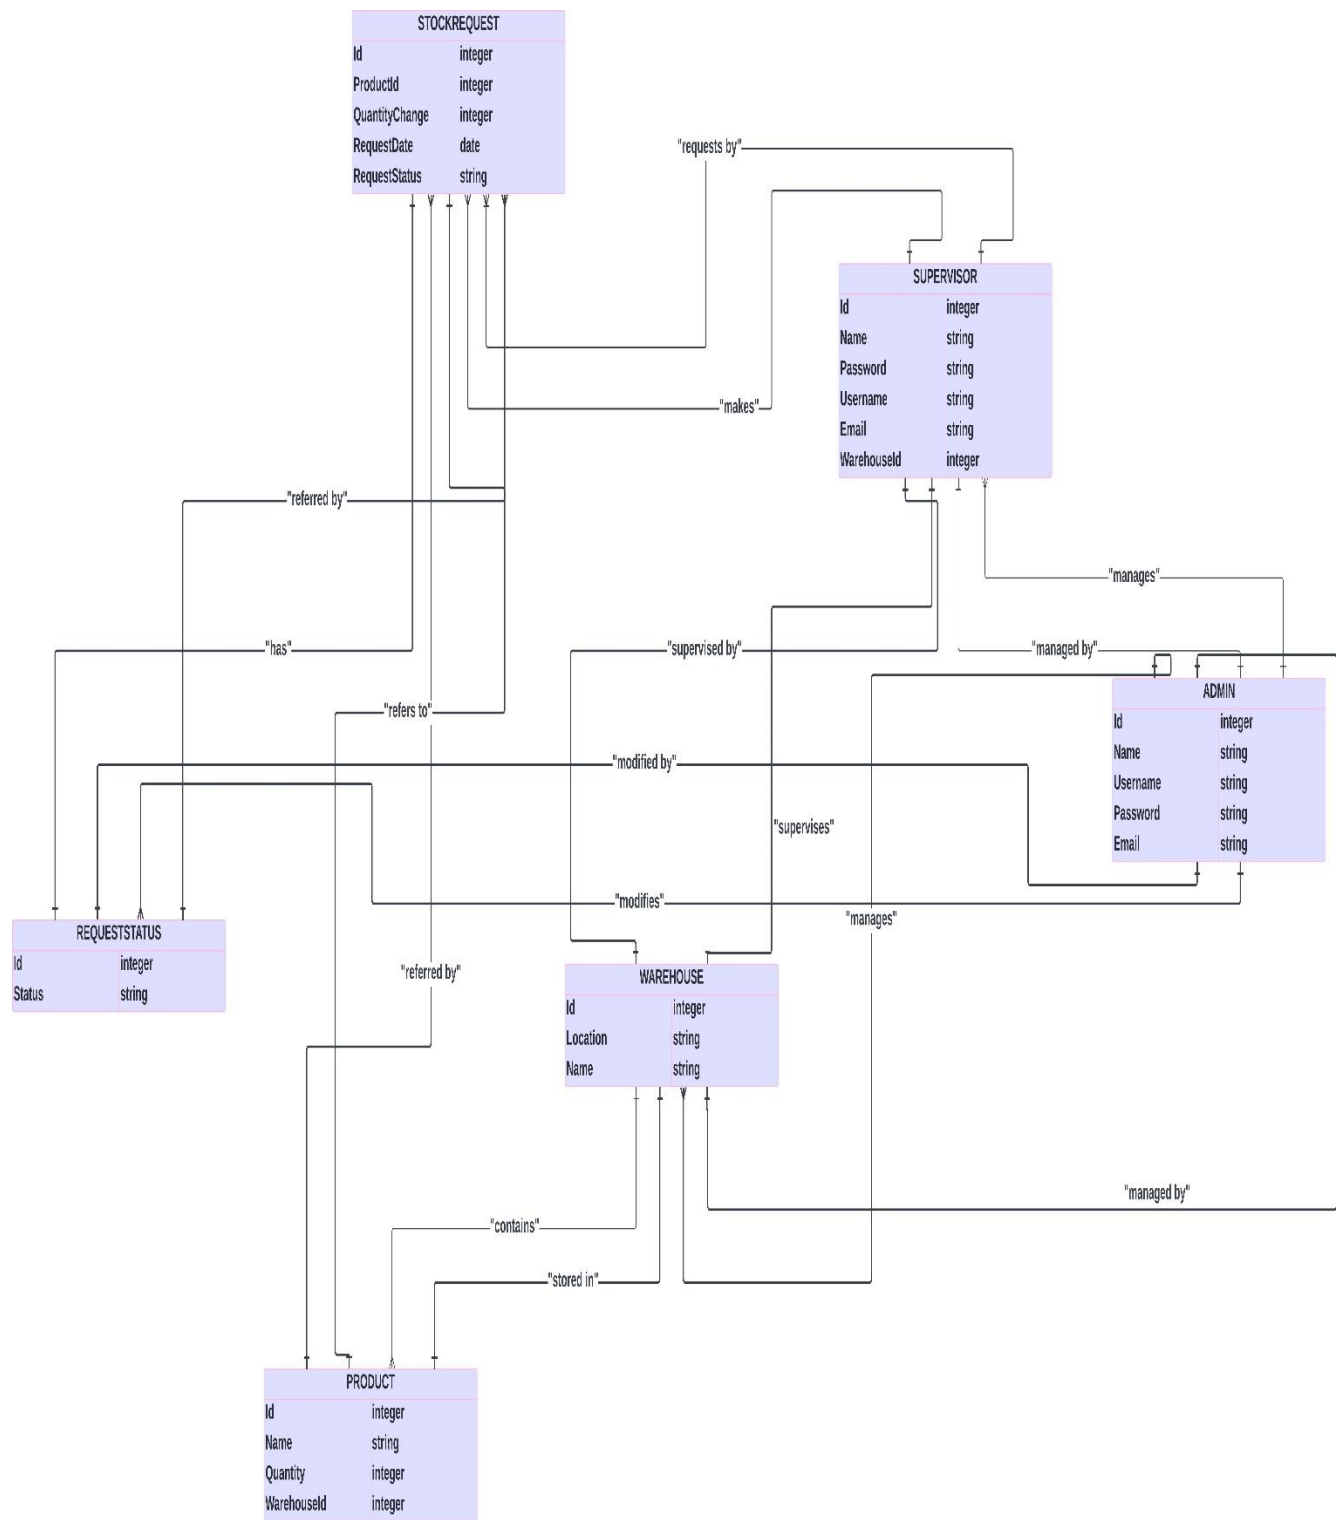 STOCKREQUEST
Id integer
ProductId integer
QuantityChange integer
RequestDate date
RequestStatus string
"requests by"
SUPERVISOR
Id integer
Name string
Password string
Username string
Email string
WarehouseId integer
"makes"
"referred by"
"manages"
"has"
"supervised by"
"managed by"
ADMIN
Id integer
Name string
Username string
Password string
Email string
"refers to"
"modified by"
"supervises"
"modifies"
"manages"
REQUESTSTATUS
Id integer
Status string
"referred by"
WAREHOUSE
Id integer
Location string
Name string
"managed by"
"contains"
"stored in"
PRODUCT
Id integer
Name string
Quantity integer
WarehouseId integer